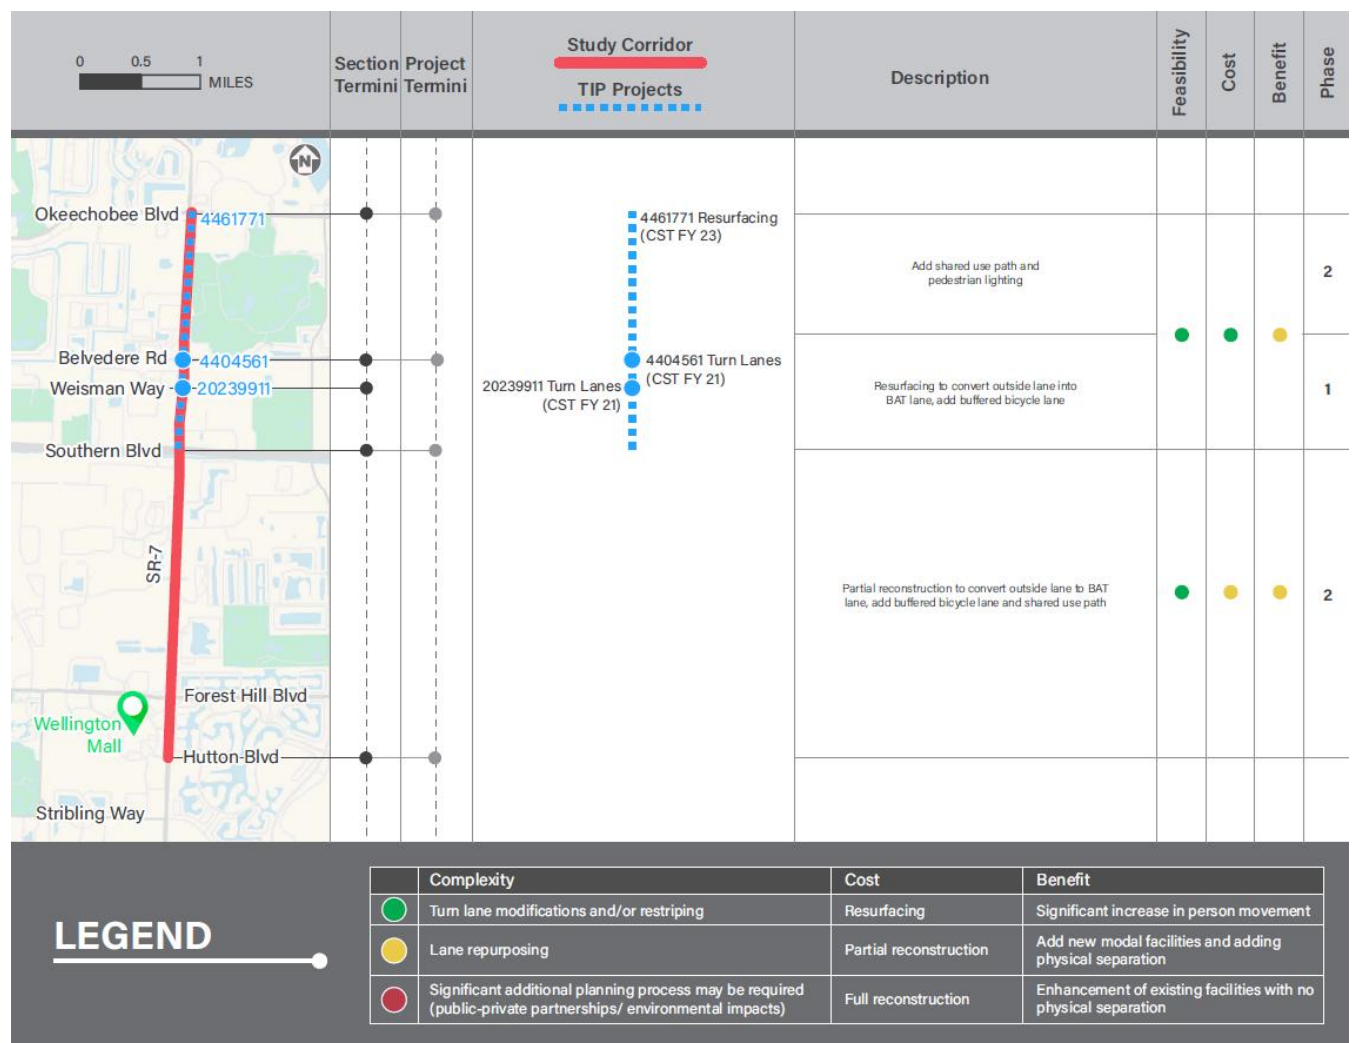 0 0.5 1
MILES
Section
Termini
Project
Termini
Study Corridor
TIP Projects
Description
Feasibility
Cost
Benefit
Phase
N
Okeechobee Blvd
4461771
Belvedere Rd
4404561
Weisman Way
20239911
Southern Blvd
SR-7
Forest Hill Blvd
Wellington
Mall
Hutton Blvd
Stribling Way
4461771 Resurfacing
(CST FY 23)
4404561 Turn Lanes
(CST FY 21)
20239911 Turn Lanes
(CST FY 21)
Add shared use path and
pedestrian lighting
2
Resurfacing to convert outside lane into
BAT lane, add buffered bicycle lane
1
Partial reconstruction to convert outside lane to BAT
lane, add buffered bicycle lane and shared use path
2
LEGEND
Complexity Cost Benefit
Turn lane modifications and/or restriping Resurfacing Significant increase in person movement
Lane repurposing Partial reconstruction Add new modal facilities and adding
physical separation
Significant additional planning process may be required
(public-private partnerships/ environmental impacts)
Full reconstruction
Enhancement of existing facilities with no
physical separation